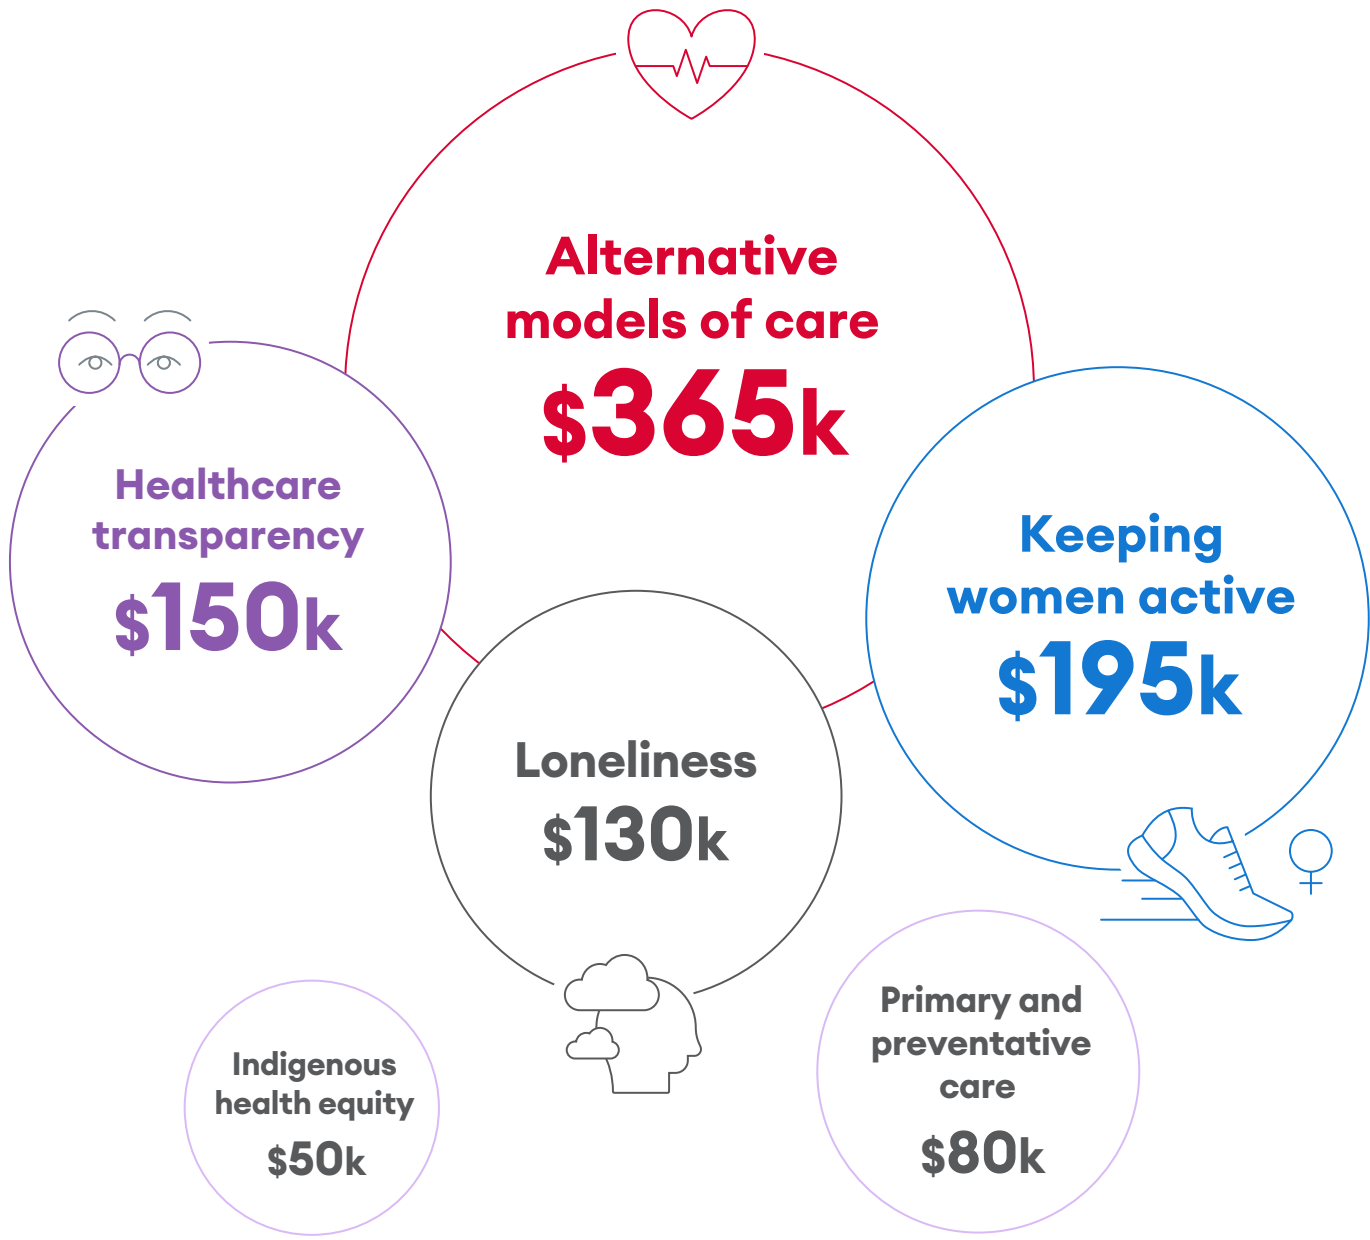 Alternative
models of care
$365k
Healthcare
transparency
$150k
Keeping
women active
$195k
Loneliness
$130k
Indigenous
health equity
$50k
Primary and
preventative
care
$80k